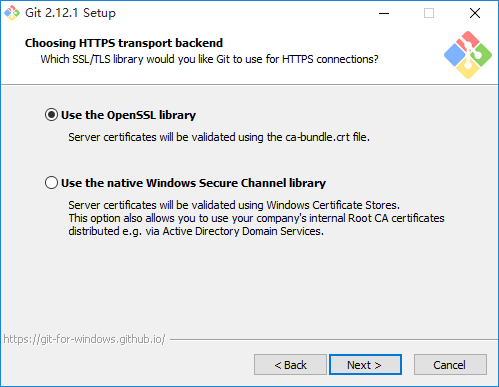 Git 2.12.1 Setup
Choosing HTTPS transport backend
Which SSL/TLS library would you like Git to use for HTTPS connections?
Use the OpenSSL library
Server certificates will be validated using the ca-bundle.crt file.
Use the native Windows Secure Channel library
Server certificates will be validated using Windows Certificate Stores.
This option also allows you to use your company's internal Root CA certificates
distributed e.g. via Active Directory Domain Services.
https://git-for-windows.github.io/
< Back
Next >
Cancel